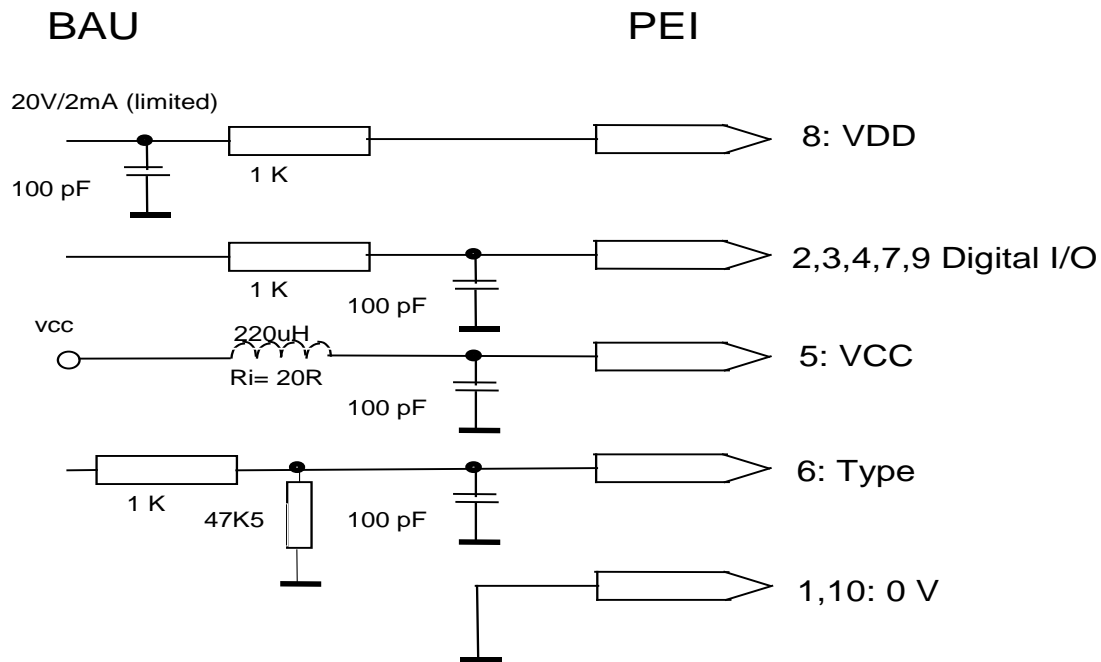 BAU PEI
20V/2mA (limited)
8: VDD
1 K
100 pF
2,3,4,7,9 Digital I/O
1 K
100 pF
vcc
220uH
5: VCC
Ri= 20R
100 pF
6: Type
1 K
47K5
100 pF
1,10: 0 V